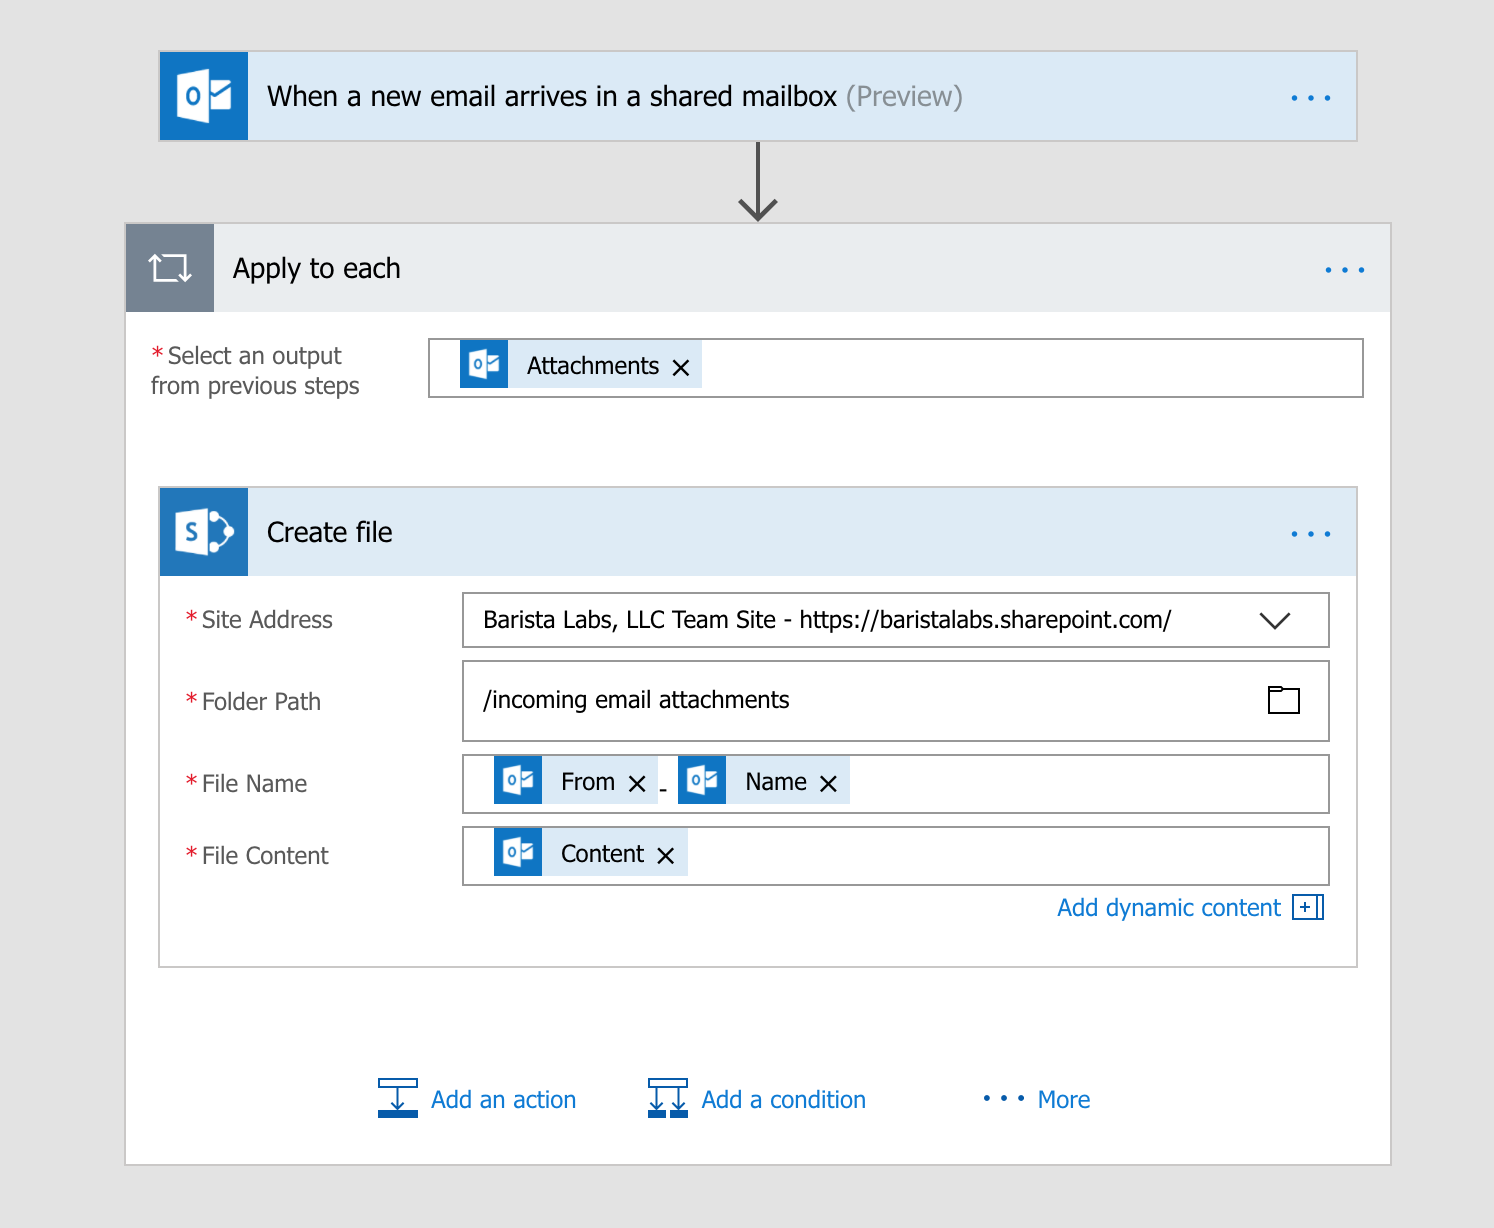 When a new email arrives in a shared mailbox (Preview)
Apply to each
* Select an output
from previous steps
Attachments
Create file
* Site Address
Barista Labs, LLC Team Site - https://baristalabs.sharepoint.com/
* Folder Path
/incoming email attachments
* File Name
From - Name
* File Content
Content
Add dynamic content
Add an action
Add a condition
More